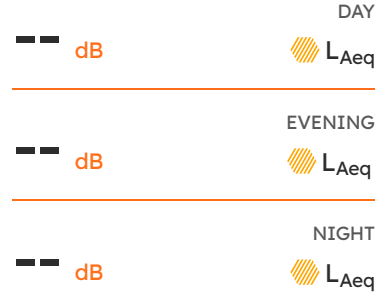 DAY
-- dB LAeq
EVENING
-- dB LAeq
NIGHT
-- dB LAeq